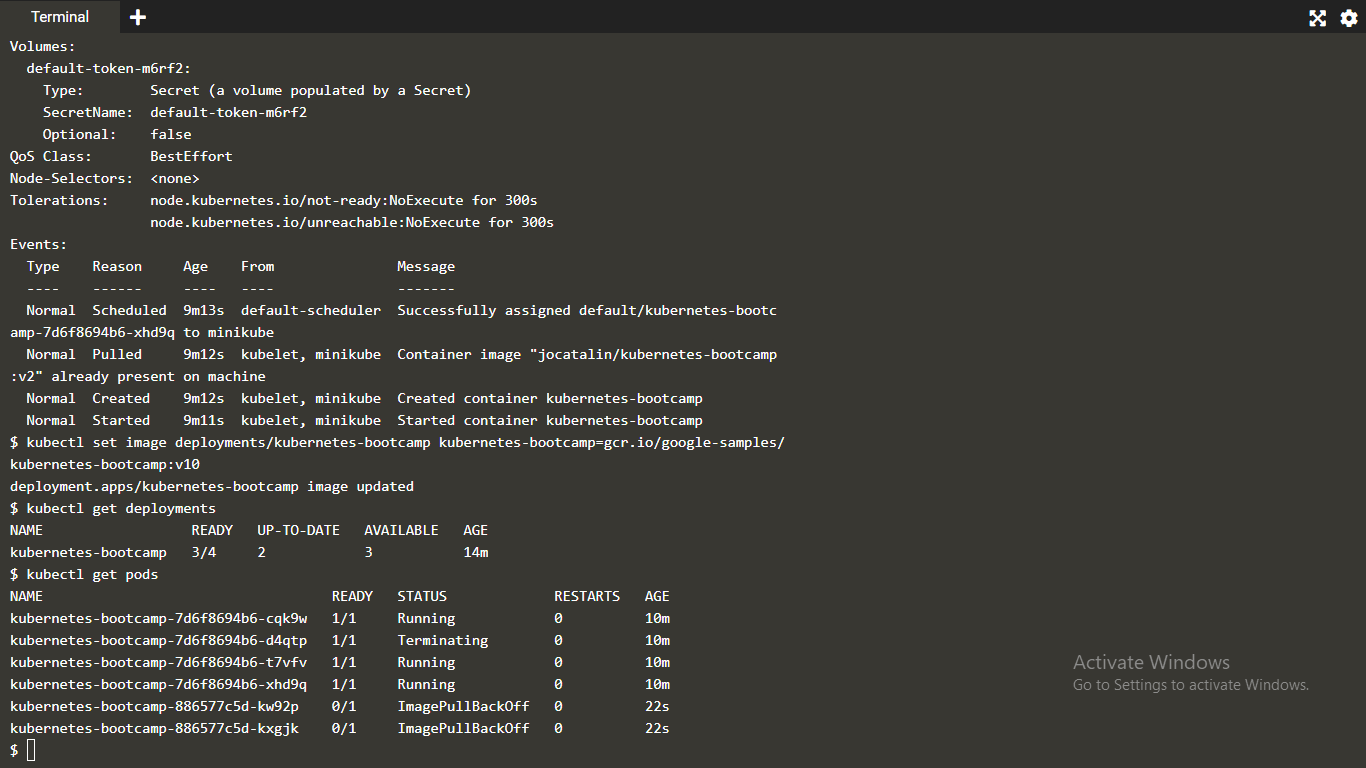 Terminal
Volumes:
  default-token-m6rf2:
    Type:        Secret (a volume populated by a Secret)
    SecretName:  default-token-m6rf2
    Optional:    false
QoS Class:       BestEffort
Node-Selectors:  <none>
Tolerations:     node.kubernetes.io/not-ready:NoExecute for 300s
                 node.kubernetes.io/unreachable:NoExecute for 300s
Events:
  Type    Reason     Age    From               Message
  ----    ------     ----   ----               -------
  Normal  Scheduled  9m13s  default-scheduler  Successfully assigned default/kubernetes-bootc
amp-7d6f8694b6-xhd9q to minikube
  Normal  Pulled     9m12s  kubelet, minikube  Container image "jocatalin/kubernetes-bootcamp
:v2" already present on machine
  Normal  Created    9m12s  kubelet, minikube  Created container kubernetes-bootcamp
  Normal  Started    9m11s  kubelet, minikube  Started container kubernetes-bootcamp
$ kubectl set image deployments/kubernetes-bootcamp kubernetes-bootcamp=gcr.io/google-samples/
kubernetes-bootcamp:v10
deployment.apps/kubernetes-bootcamp image updated
$ kubectl get deployments
NAME                  READY   UP-TO-DATE   AVAILABLE   AGE
kubernetes-bootcamp   3/4     2            3           14m
$ kubectl get pods
NAME                                   READY   STATUS             RESTARTS   AGE
kubernetes-bootcamp-7d6f8694b6-cqk9w   1/1     Running            0          10m
kubernetes-bootcamp-7d6f8694b6-d4qtp   1/1     Terminating        0          10m
kubernetes-bootcamp-7d6f8694b6-t7vfv   1/1     Running            0          10m
kubernetes-bootcamp-7d6f8694b6-xhd9q   1/1     Running            0          10m
kubernetes-bootcamp-886577c5d-kw92p    0/1     ImagePullBackOff   0          22s
kubernetes-bootcamp-886577c5d-kxgjk    0/1     ImagePullBackOff   0          22s
$
Activate Windows
Go to Settings to activate Windows.